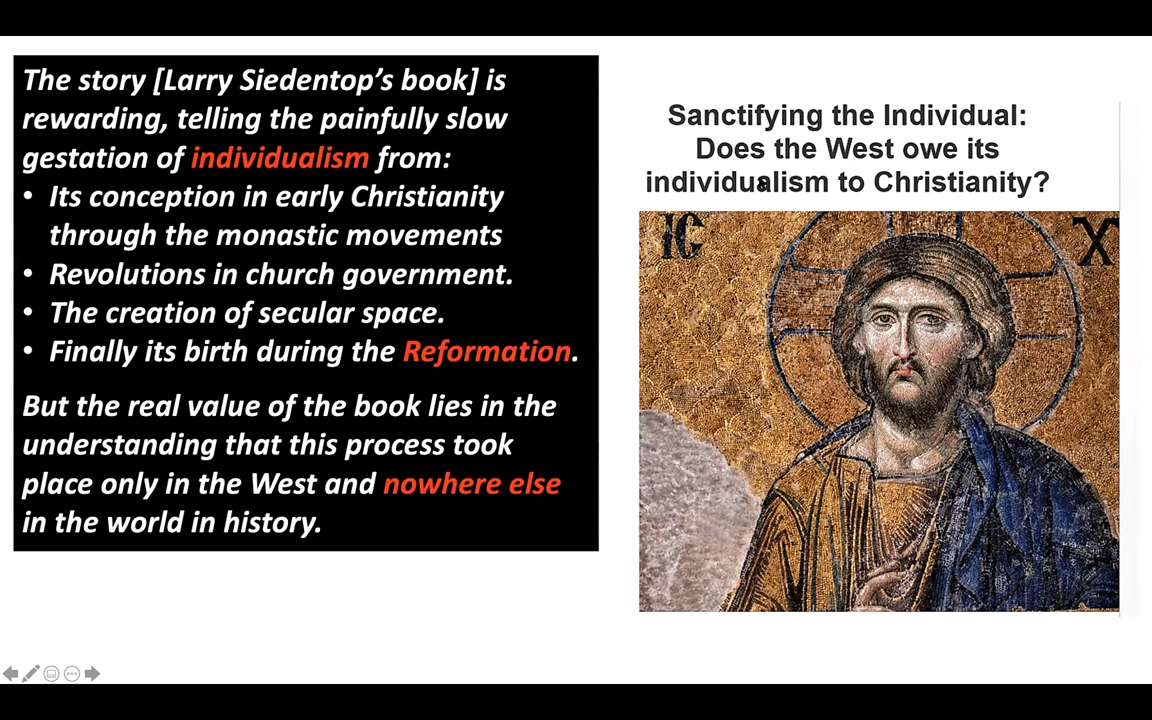 The story [Larry Siedentop’s book] is
rewarding, telling the painfully slow
gestation of individualism from:
• Its conception in early Christianity
through the monastic movements
• Revolutions in church government.
• The creation of secular space.
• Finally its birth during the Reformation.
But the real value of the book lies in the
understanding that this process took
place only in the West and nowhere else
in the world in history.
Sanctifying the Individual:
Does the West owe its
individualism to Christianity?
IC
X